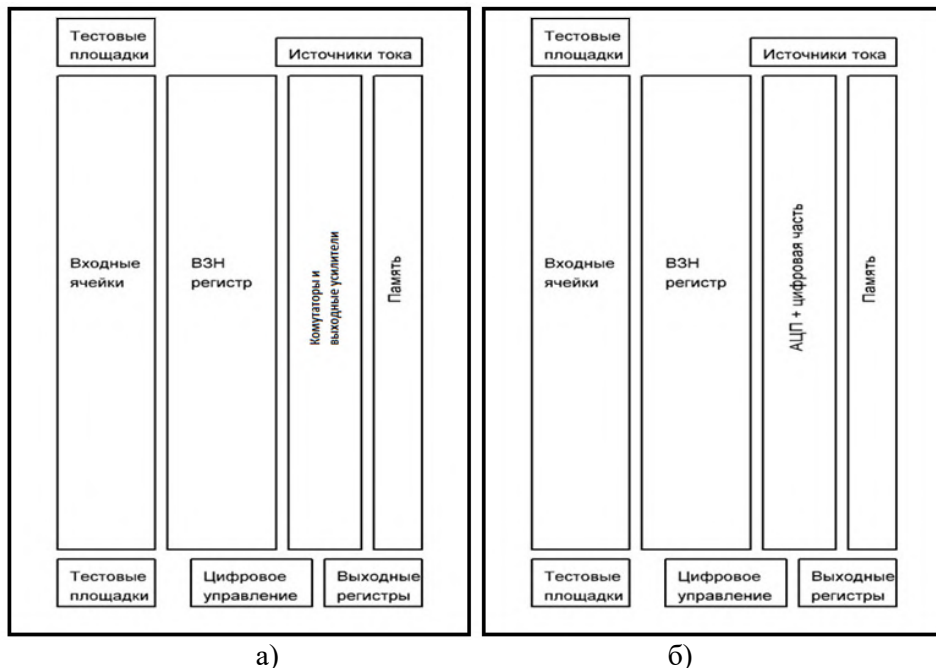 Тестовые
площадки
Источники тока
Входные
ячейки
ВЗН
регистр
Комутаторы и
выходные усилители
Память
Тестовые
площадки
Цифровое
управление
Выходные
регистры
а)
Тестовые
площадки
Источники тока
Входные
ячейки
ВЗН
регистр
АЦП + цифровая часть
Память
Тестовые
площадки
Цифровое
управление
Выходные
регистры
б)